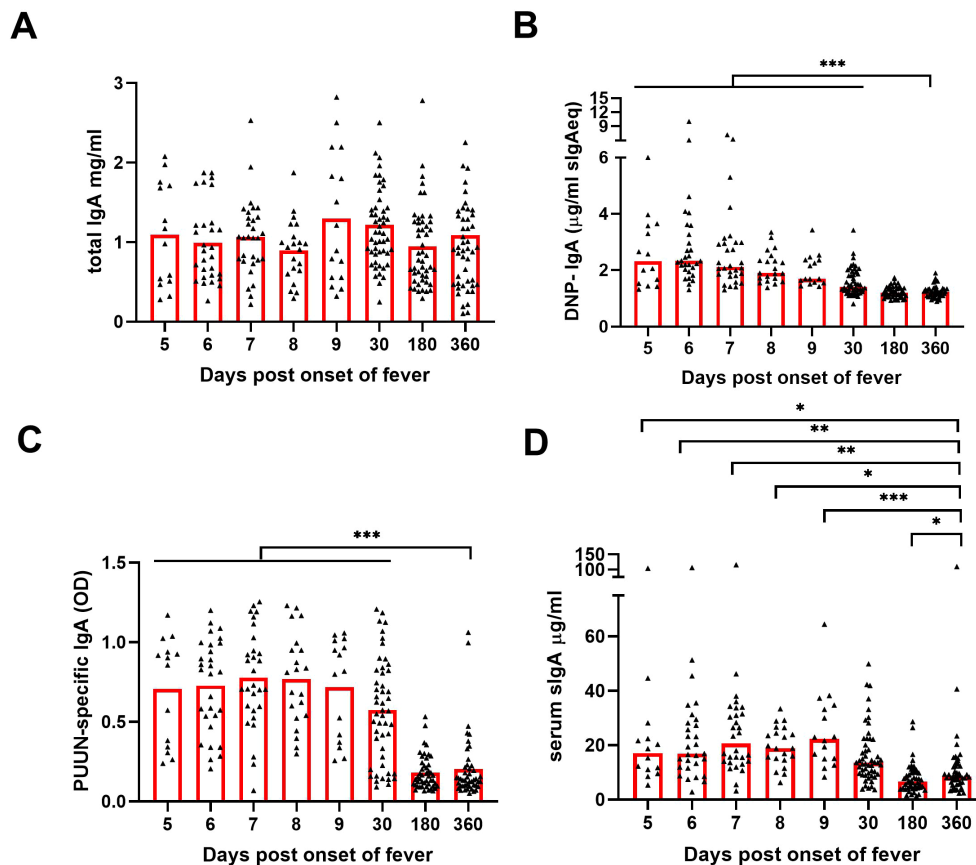 A
total IgA mg/ml
3
2
1
0
5 6 7 8 9 30 180 360
Days post onset of fever
B
***
DNP - IgA (µg/ml sIgAeq)
15
12
9
6
4
2
0
5 6 7 8 9 30 180 360
Days post onset of fever
C
***
PUUN-specific IgA (OD)
1.5
1.0
0.5
0.0
5 6 7 8 9 30 180 360
Days post onset of fever
D
*
**
**
*
***
*
serum sIgA µg/ml
150
100
60
40
20
0
5 6 7 8 9 30 180 360
Days post onset of fever